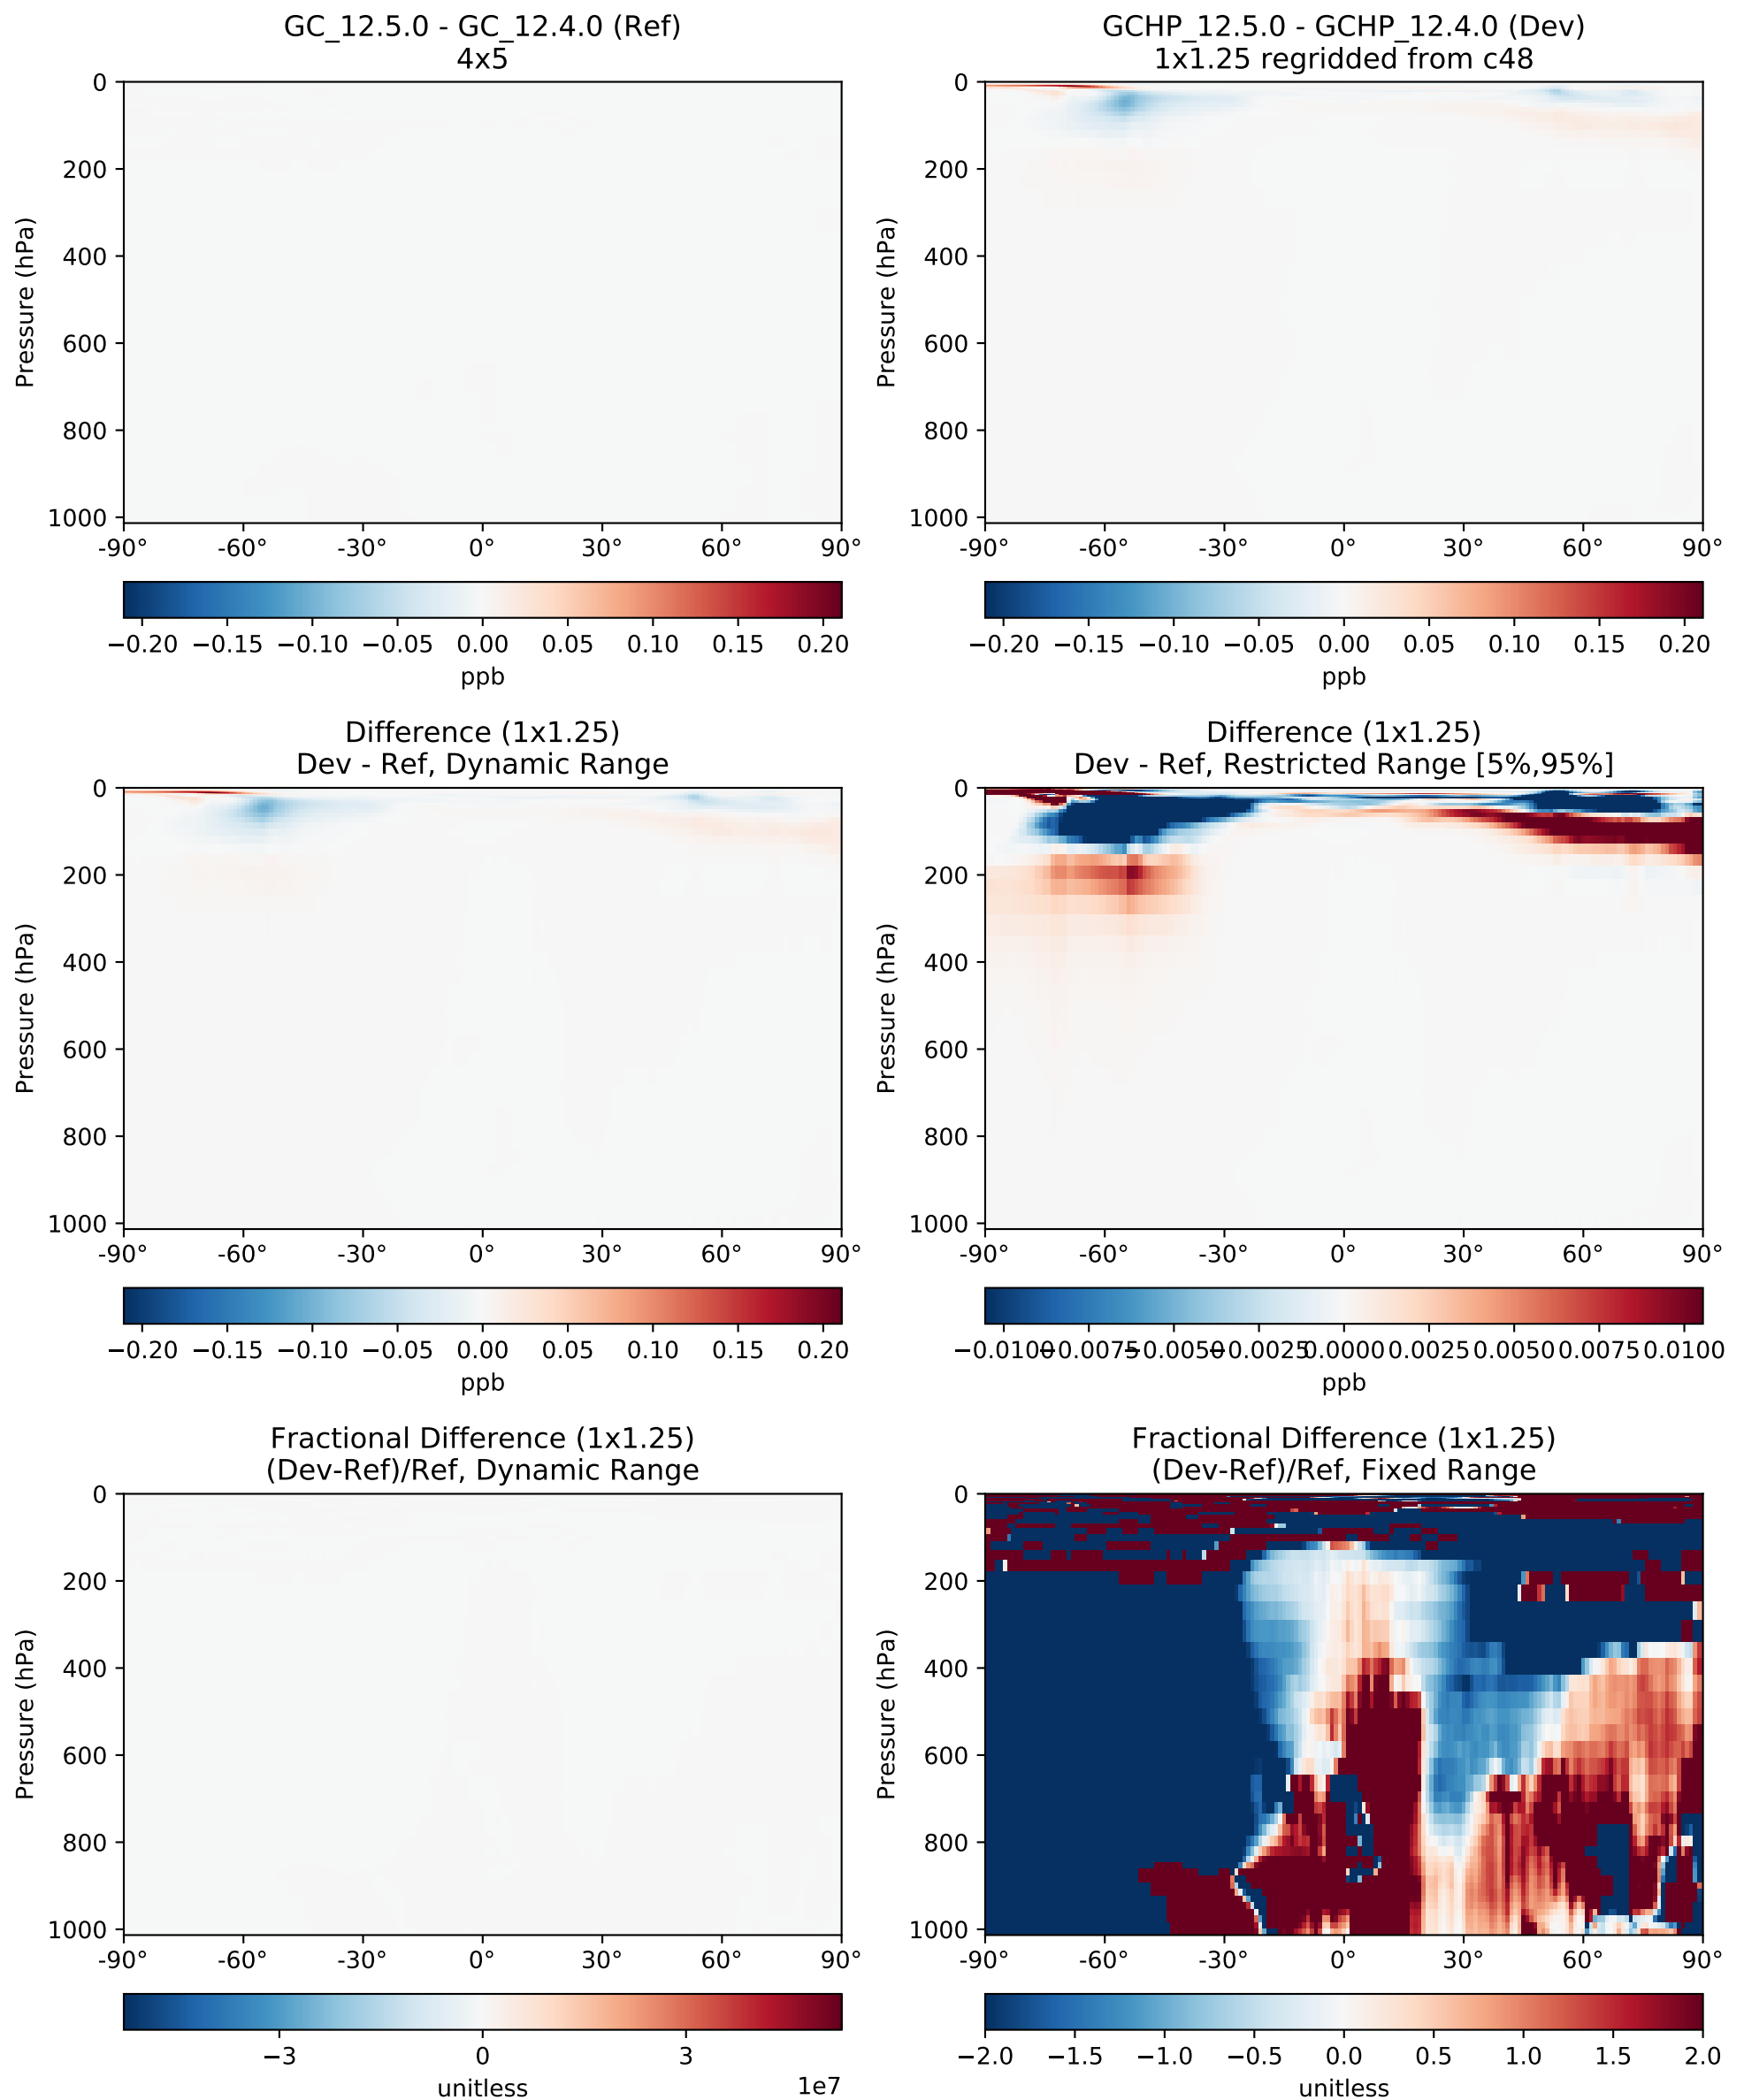 GC_12.5.0 - GC_12.4.0 (Ref)
4x5
0
200
400
600
800
1000
Pressure (hPa)
-90° -60° -30° 0° 30° 60° 90°
−0.20 −0.15 −0.10 −0.05 0.00 0.05 0.10 0.15 0.20
ppb
GCHP_12.5.0 - GCHP_12.4.0 (Dev)
1x1.25 regridded from c48
0
200
400
600
800
1000
Pressure (hPa)
-90° -60° -30° 0° 30° 60° 90°
−0.20 −0.15 −0.10 −0.05 0.00 0.05 0.10 0.15 0.20
ppb
Difference (1x1.25)
Dev - Ref, Dynamic Range
0
200
400
600
800
1000
Pressure (hPa)
-90° -60° -30° 0° 30° 60° 90°
−0.20 −0.15 −0.10 −0.05 0.00 0.05 0.10 0.15 0.20
ppb
Difference (1x1.25)
Dev - Ref, Restricted Range [5%,95%]
0
200
400
600
800
1000
Pressure (hPa)
-90° -60° -30° 0° 30° 60° 90°
−0.0100 −0.0075 −0.0050 −0.0025 0.0000 0.0025 0.0050 0.0075 0.0100
ppb
Fractional Difference (1x1.25)
(Dev-Ref)/Ref, Dynamic Range
0
200
400
600
800
1000
Pressure (hPa)
-90° -60° -30° 0° 30° 60° 90°
−3 0 3
1e7
unitless
Fractional Difference (1x1.25)
(Dev-Ref)/Ref, Fixed Range
0
200
400
600
800
1000
Pressure (hPa)
-90° -60° -30° 0° 30° 60° 90°
−2.0 −1.5 −1.0 −0.5 0.0 0.5 1.0 1.5 2.0
unitless